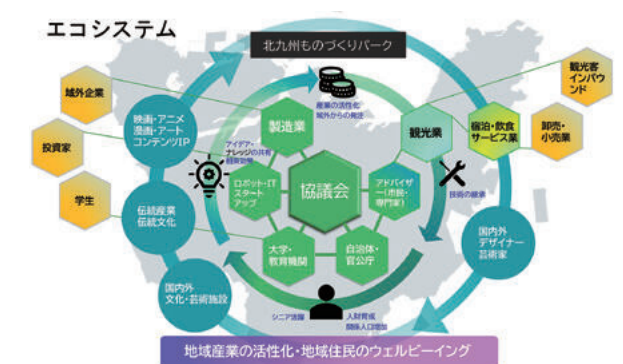 エコシステム
北九州ものづくりパーク
観光客
インバウ
ンド
域外企業
映画・アニメ
漫画・アート
コンテンツIP
製造業
産業の活性化
域外からの発注
観光業
宿泊・飲食
サービス業
卸売・
小売業
投資家
アイデア・
ナレッジの共有
ロボット・IT
スタート
アップ
協議会
アドバイ
ザー(市民・
専門家)
技術の継承
学生
伝統産業
伝統文化
大学・
教育機関
自治体・
官公庁
国内外
デザイナー
芸術家
国内外
文化・芸術施設
シニア活躍
人財育成
関係人口増加
地域産業の活性化・地域住民のウェルビーイング